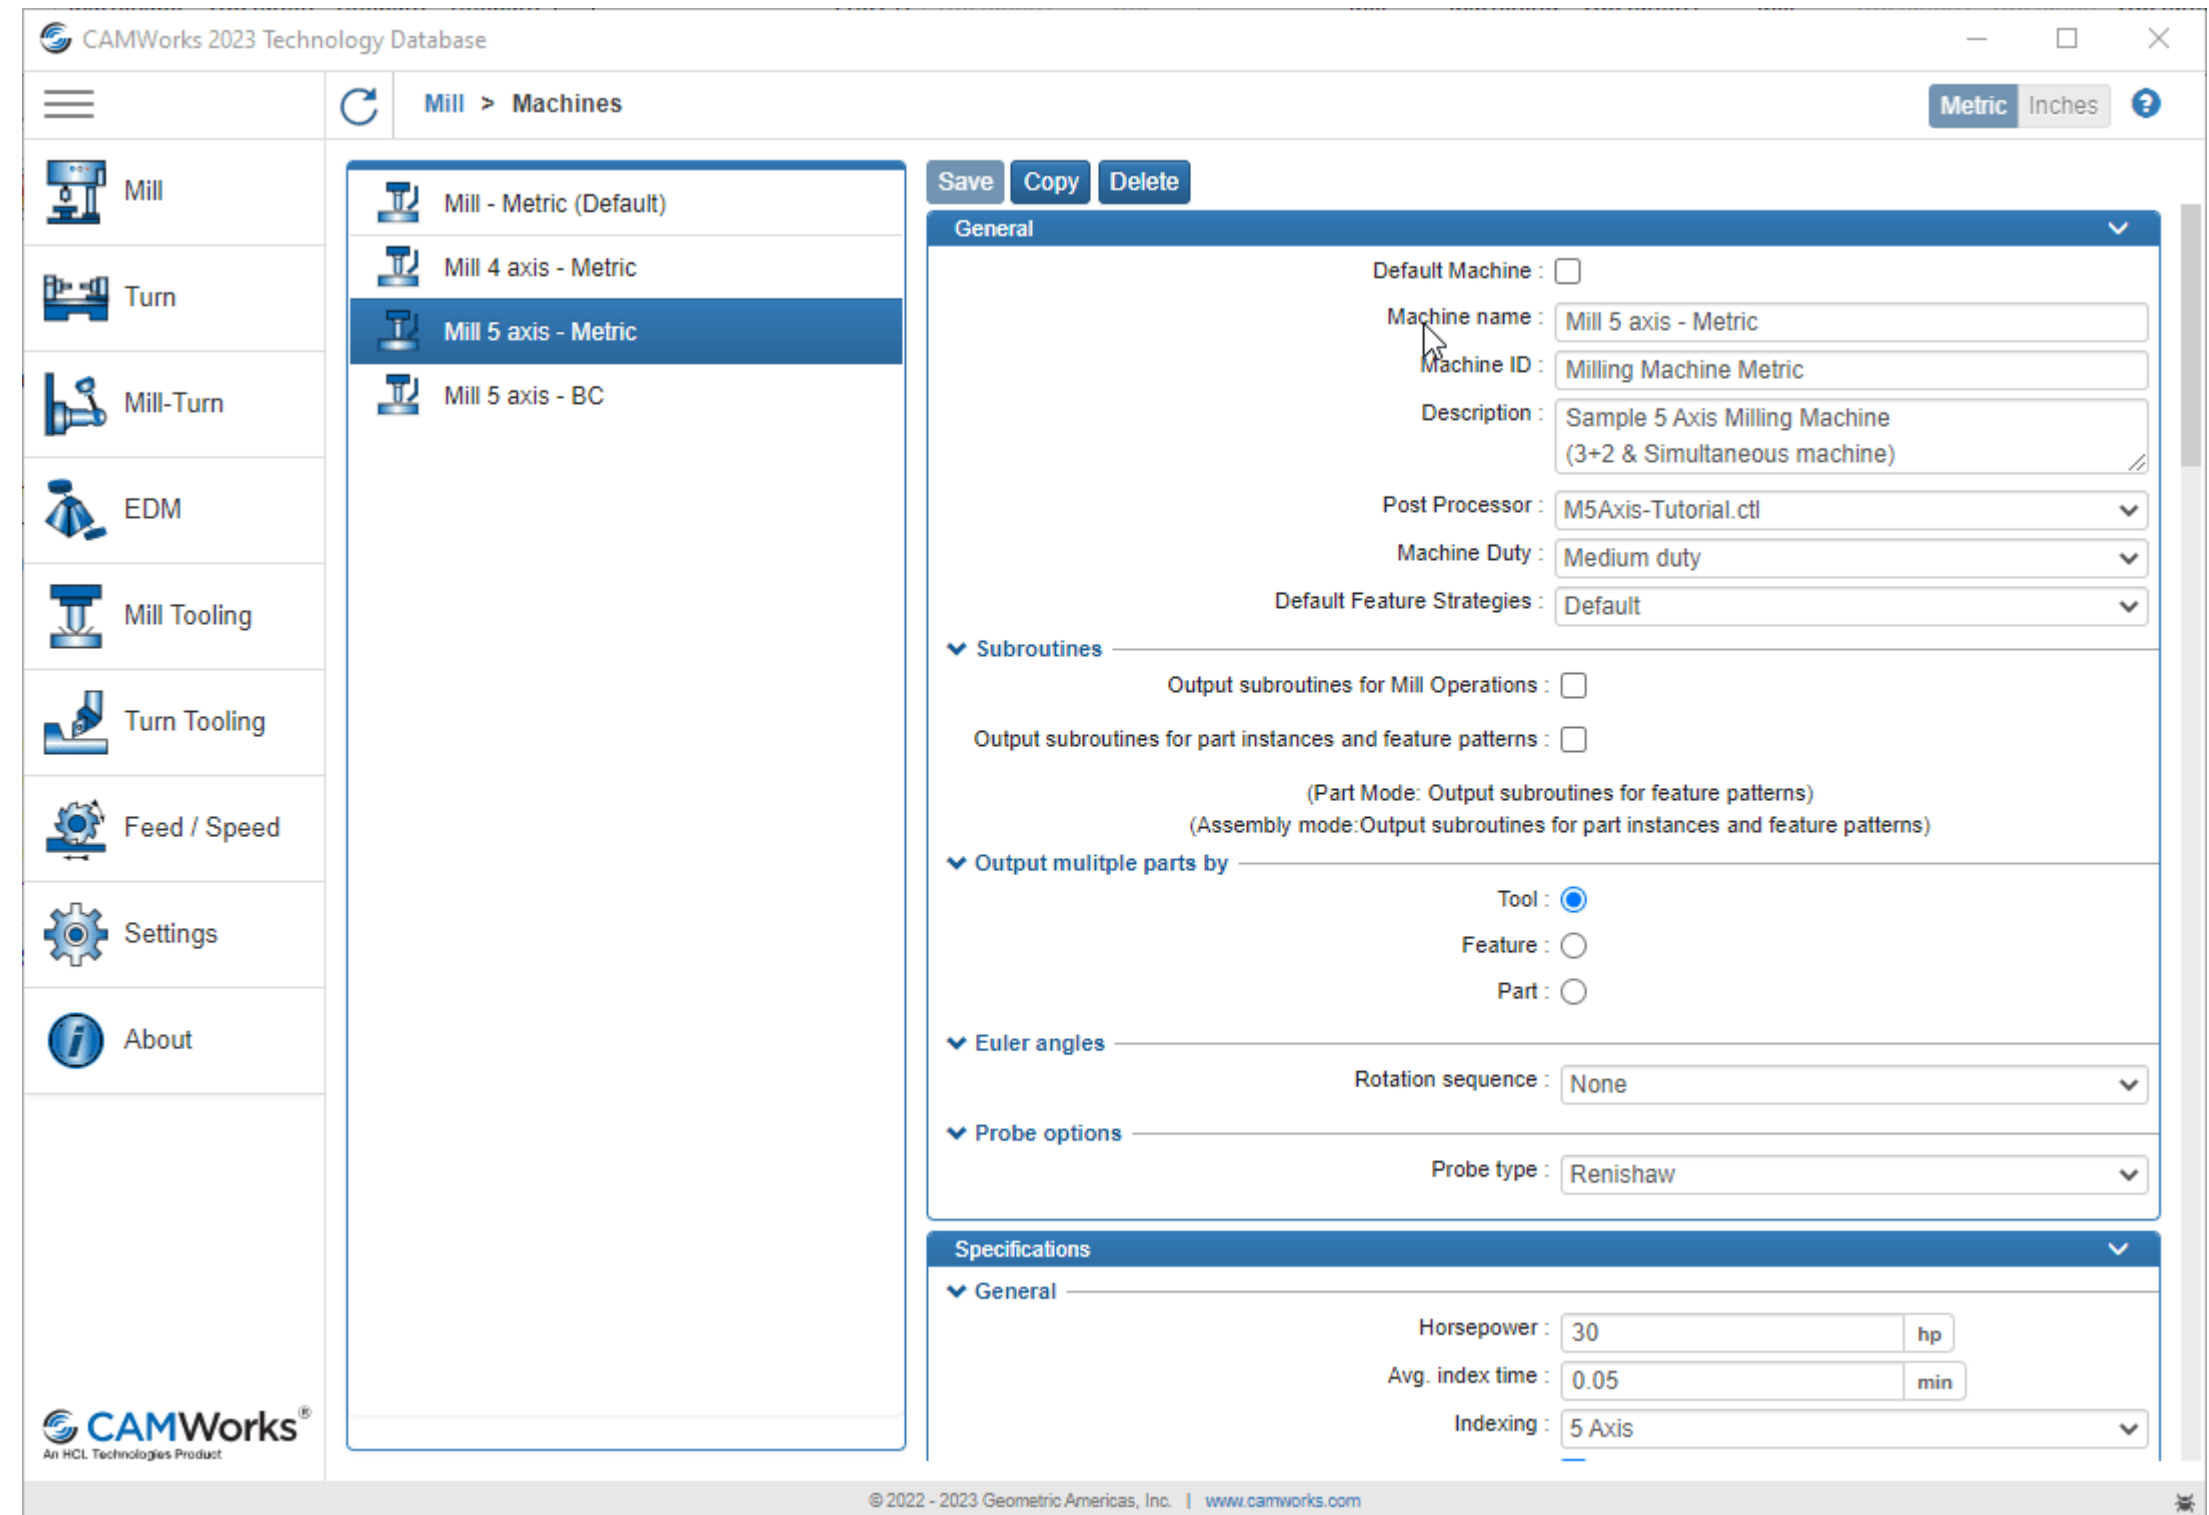 CAMWorks 2023 Technology Database
Mill > Machines
Metric Inches
Mill
Turn
Mill-Turn
EDM
Mill Tooling
Turn Tooling
Feed / Speed
Settings
About
CAMWorks®
An HCL Technologies Product
Mill - Metric (Default)
Mill 4 axis - Metric
Mill 5 axis - Metric
Mill 5 axis - BC
Save Copy Delete
General
Default Machine :
Machine name : Mill 5 axis - Metric
Machine ID : Milling Machine Metric
Description : Sample 5 Axis Milling Machine
(3+2 & Simultaneous machine)
Post Processor : M5Axis-Tutorial.ctl
Machine Duty : Medium duty
Default Feature Strategies : Default
Subroutines
Output subroutines for Mill Operations :
Output subroutines for part instances and feature patterns :
(Part Mode: Output subroutines for feature patterns)
(Assembly mode:Output subroutines for part instances and feature patterns)
Output mulitple parts by
Tool :
Feature :
Part :
Euler angles
Rotation sequence : None
Probe options
Probe type : Renishaw
Specifications
General
Horsepower : 30 hp
Avg. index time : 0.05 min
Indexing : 5 Axis
© 2022 - 2023 Geometric Americas, Inc. | www.camworks.com